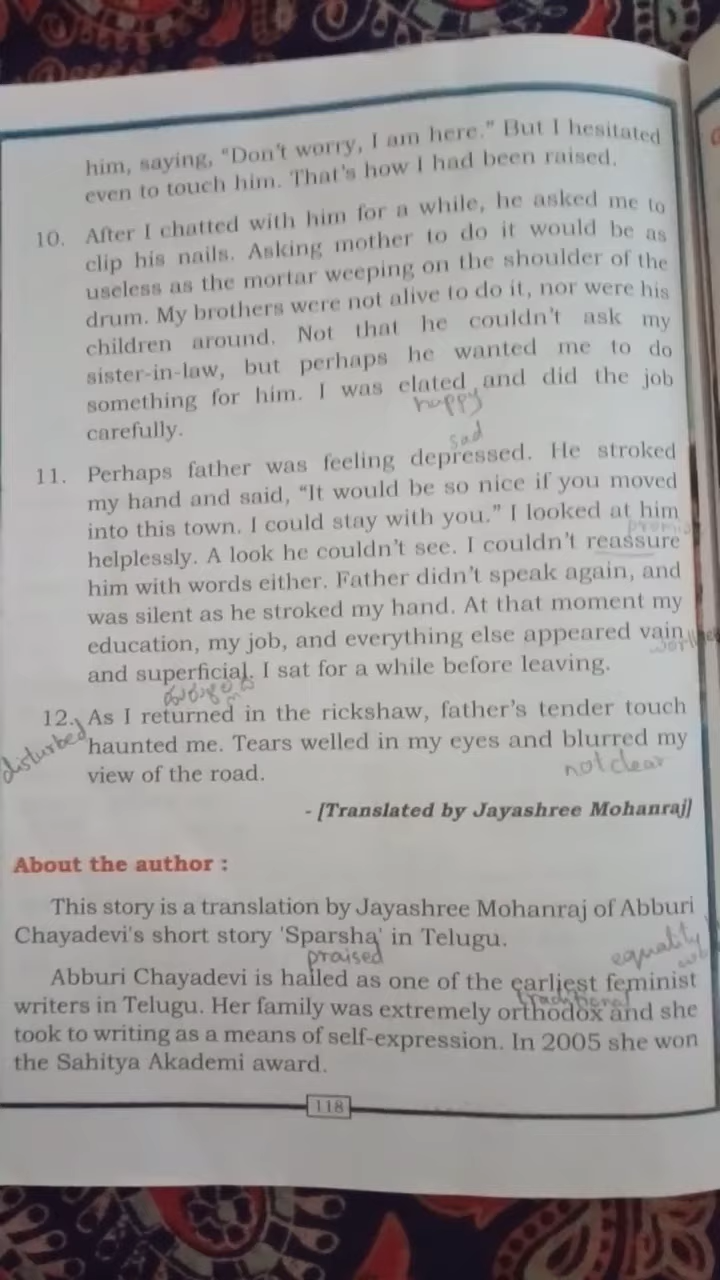 him, saying, "Don't worry, I am here." But I hesitated
even to touch him. That's how I had been raised.
10. After I chatted with him for a while, he asked me to
clip his nails. Asking mother to do it would be as
useless as the mortar weeping on the shoulder of the
drum. My brothers were not alive to do it, nor were his
children around. Not that he couldn't ask my
sister-in-law, but perhaps he wanted me to do
something for him. I was elated and did the job
happy
carefully.
sad
11. Perhaps father was feeling depressed. He stroked
my hand and said, "It would be so nice if you moved
into this town. I could stay with you." I looked at him
helplessly. A look he couldn't see. I couldn't reassure
him with words either. Father didn't speak again, and
was silent as he stroked my hand. At that moment my
education, my job, and everything else appeared vain
and superficial. I sat for a while before leaving.
12. As I returned in the rickshaw, father's tender touch
disturbed
haunted me. Tears welled in my eyes and blurred my
view of the road.
not clear
- [Translated by Jayashree Mohanraj]
About the author :
This story is a translation by Jayashree Mohanraj of Abburi
Chayadevi's short story 'Sparsha' in Telugu.
praised
equality
Abburi Chayadevi is hailed as one of the earliest feminist
traditional
writers in Telugu. Her family was extremely orthodox and she
took to writing as a means of self-expression. In 2005 she won
the Sahitya Akademi award.
118